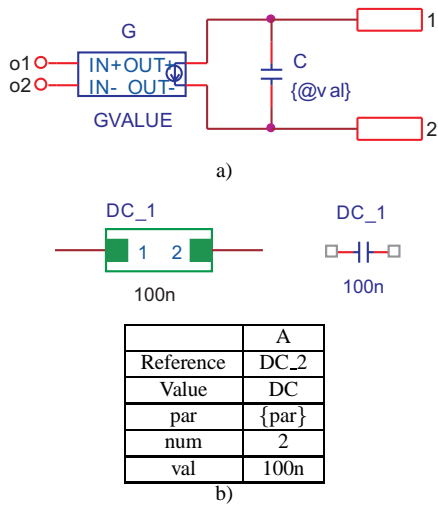 G
1
o1 IN+ OUT+ C
o2 IN- OUT- {@val}
GVALUE 2
a)
DC_1 DC_1
1 2
100n 100n
A
Reference DC_2
Value DC
par {par}
num 2
val 100n
b)